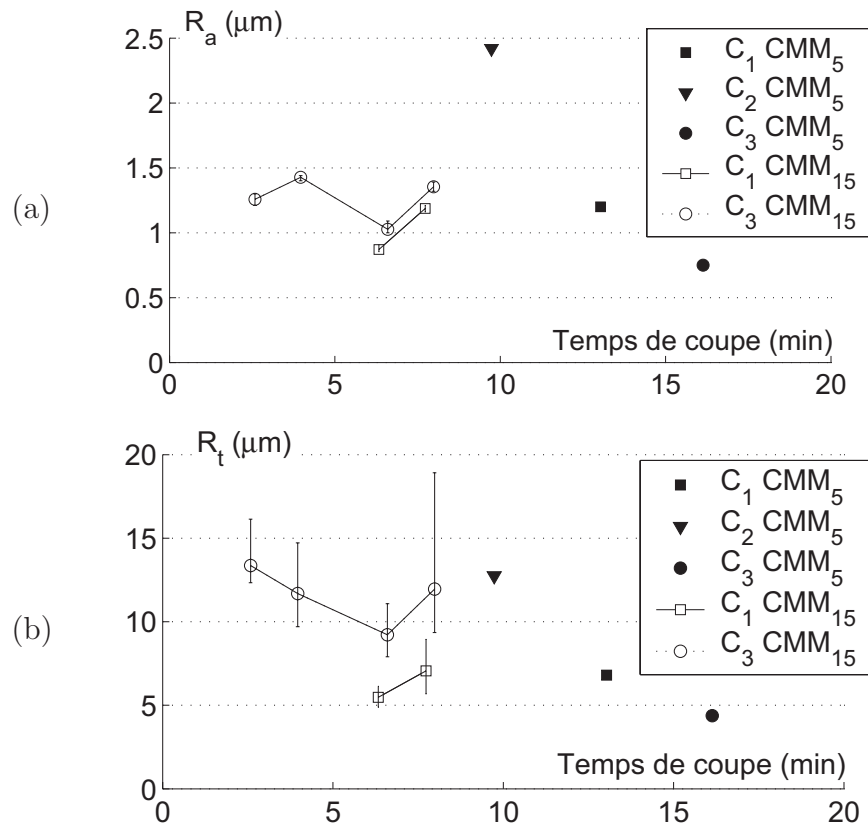 R_a (μm)
2.5
2
1.5
1
0.5
0
0 5 10 15 20
Temps de coupe (min)
C_1 CMM_5
C_2 CMM_5
C_3 CMM_5
C_1 CMM_15
C_3 CMM_15
(a)
R_t (μm)
20
15
10
5
0
0 5 10 15 20
Temps de coupe (min)
C_1 CMM_5
C_2 CMM_5
C_3 CMM_5
C_1 CMM_15
C_3 CMM_15
(b)